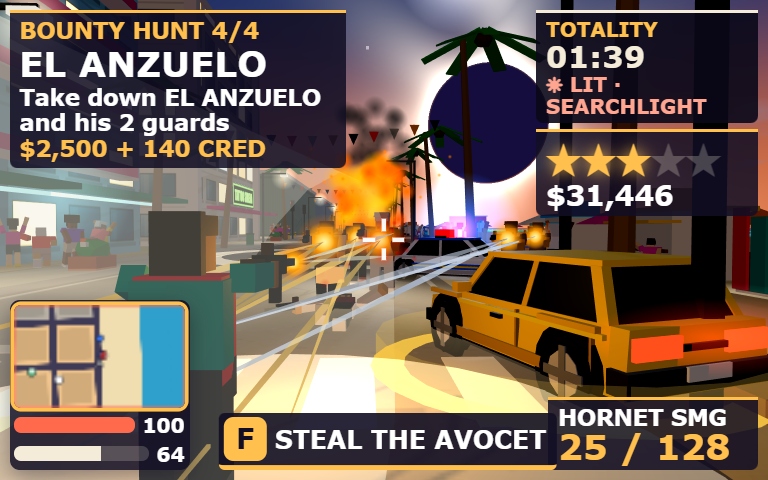 BOUNTY HUNT 4/4
EL ANZUELO
Take down EL ANZUELO
and his 2 guards
$2,500 + 140 CRED
TOTALITY
01:39
☀ LIT ·
SEARCHLIGHT
$31,446
100
64
F STEAL THE AVOCET
HORNET SMG
25 / 128